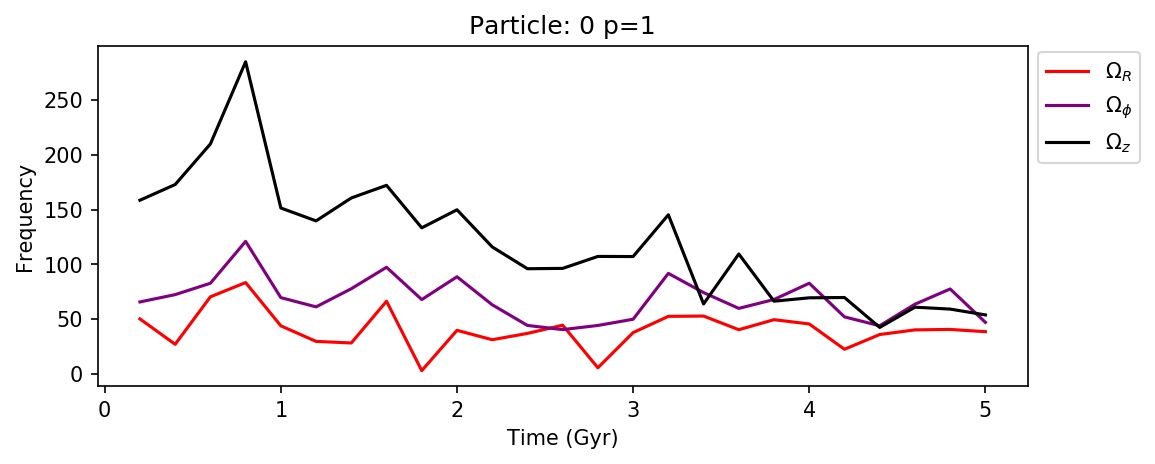 Particle: 0 p=1
Frequency
250
200
150
100
50
0
0 1 2 3 4 5
Time (Gyr)
Ω_R
Ω_ϕ
Ω_z